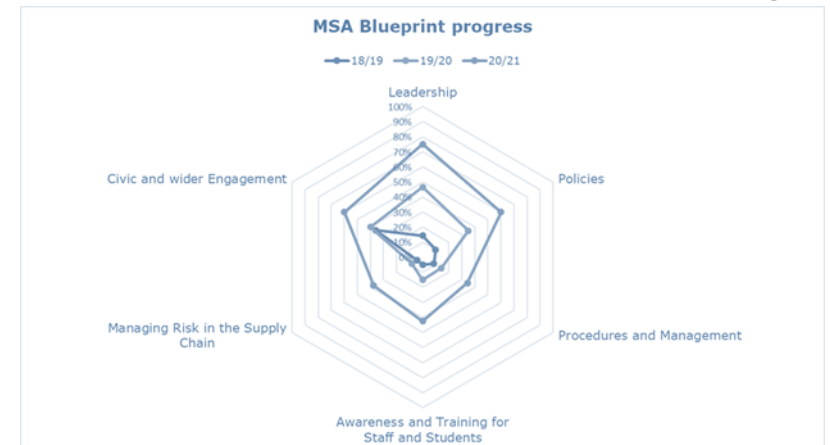 MSA Blueprint progress
18/19 19/20 20/21
Leadership
100%
90%
80%
70%
60%
50%
40%
30%
20%
10%
0%
Civic and wider Engagement
Policies
Managing Risk in the Supply
Chain
Procedures and Management
Awareness and Training for
Staff and Students